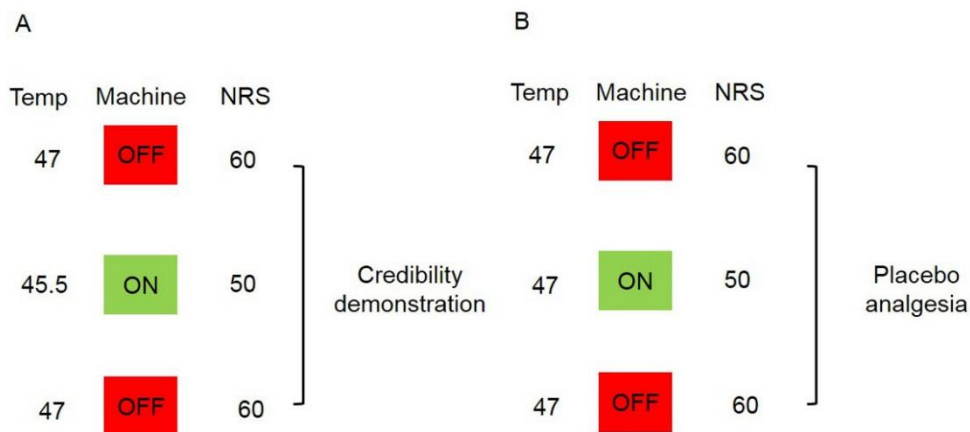 A
Temp Machine NRS
47 OFF 60
45.5 ON 50
47 OFF 60
Credibility
demonstration
B
Temp Machine NRS
47 OFF 60
47 ON 50
47 OFF 60
Placebo
analgesia